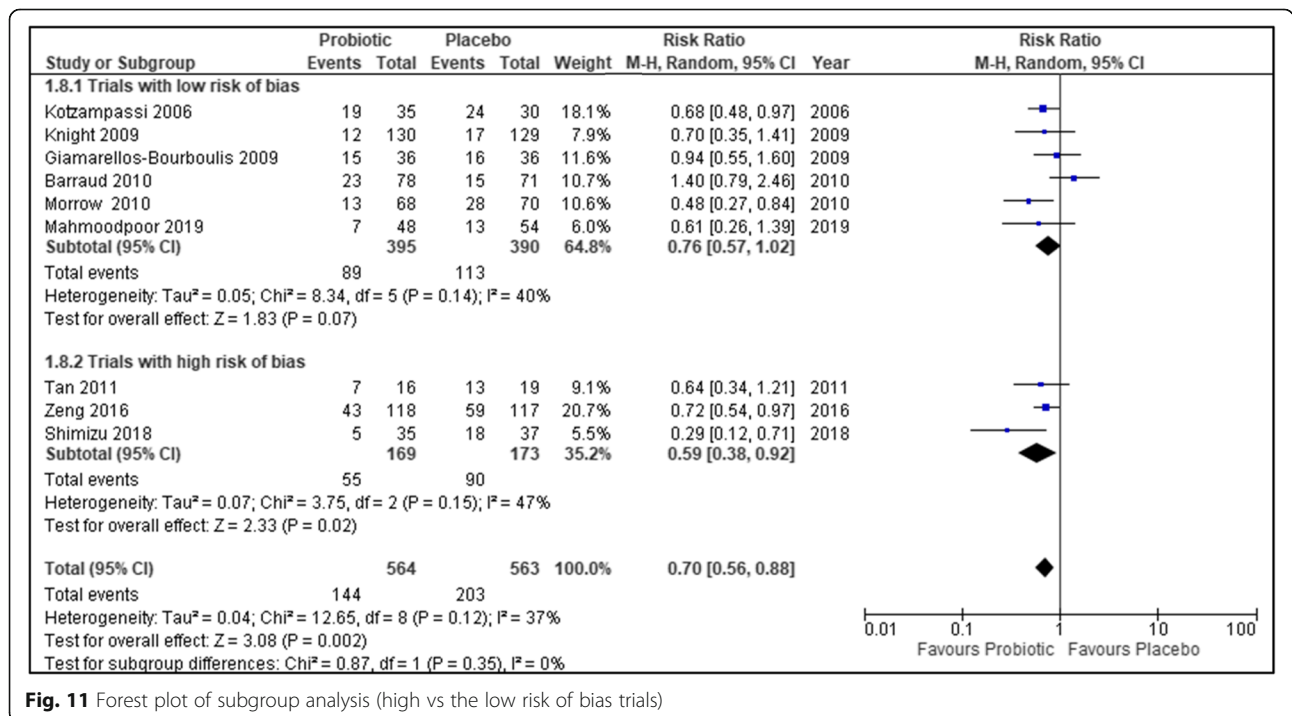 Probiotic Placebo Risk Ratio Risk Ratio
Study or Subgroup Events Total Events Total Weight M-H, Random, 95% CI Year M-H, Random, 95% CI
1.8.1 Trials with low risk of bias
Kotzampassi 2006 19 35 24 30 18.1% 0.68 [0.48, 0.97] 2006
Knight 2009 12 130 17 129 7.9% 0.70 [0.35, 1.41] 2009
Giamarellos-Bourboulis 2009 15 36 16 36 11.6% 0.94 [0.55, 1.60] 2009
Barraud 2010 23 78 15 71 10.7% 1.40 [0.79, 2.46] 2010
Morrow 2010 13 68 28 70 10.6% 0.48 [0.27, 0.84] 2010
Mahmoodpoor 2019 7 48 13 54 6.0% 0.61 [0.26, 1.39] 2019
Subtotal (95% CI) 395 390 64.8% 0.76 [0.57, 1.02]
Total events 89 113
Heterogeneity: Tau² = 0.05; Chi² = 8.34, df = 5 (P = 0.14); I² = 40%
Test for overall effect: Z = 1.83 (P = 0.07)
1.8.2 Trials with high risk of bias
Tan 2011 7 16 13 19 9.1% 0.64 [0.34, 1.21] 2011
Zeng 2016 43 118 59 117 20.7% 0.72 [0.54, 0.97] 2016
Shimizu 2018 5 35 18 37 5.5% 0.29 [0.12, 0.71] 2018
Subtotal (95% CI) 169 173 35.2% 0.59 [0.38, 0.92]
Total events 55 90
Heterogeneity: Tau² = 0.07; Chi² = 3.75, df = 2 (P = 0.15); I² = 47%
Test for overall effect: Z = 2.33 (P = 0.02)
Total (95% CI) 564 563 100.0% 0.70 [0.56, 0.88]
Total events 144 203
Heterogeneity: Tau² = 0.04; Chi² = 12.65, df = 8 (P = 0.12); I² = 37%
Test for overall effect: Z = 3.08 (P = 0.002)
Test for subgroup differences: Chi² = 0.87, df = 1 (P = 0.35), I² = 0%
0.01 0.1 1 10 100
Favours Probiotic Favours Placebo
Fig. 11 Forest plot of subgroup analysis (high vs the low risk of bias trials)